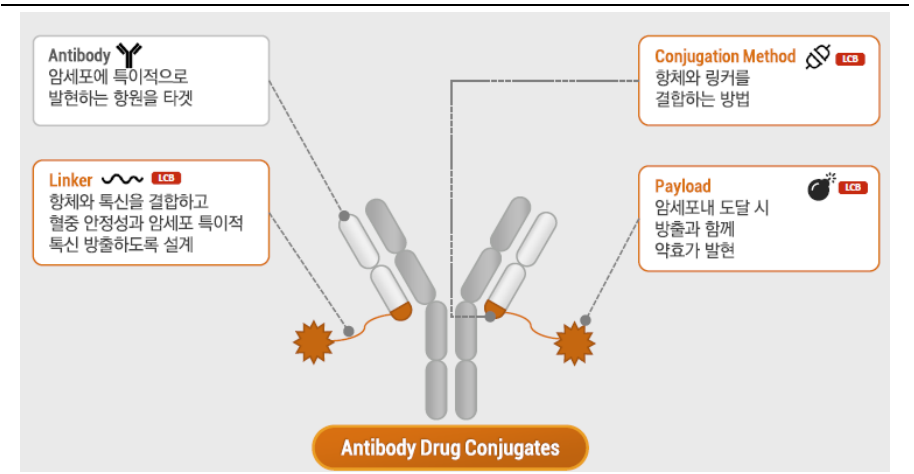 Antibody
암세포에 특이적으로
발현하는 항원을 타겟
Linker LCB
항체와 톡신을 결합하고
혈중 안정성과 암세포 특이적
톡신 방출하도록 설계
Conjugation Method LCB
항체와 링커를
결합하는 방법
Payload LCB
암세포내 도달 시
방출과 함께
약효가 발현
Antibody Drug Conjugates